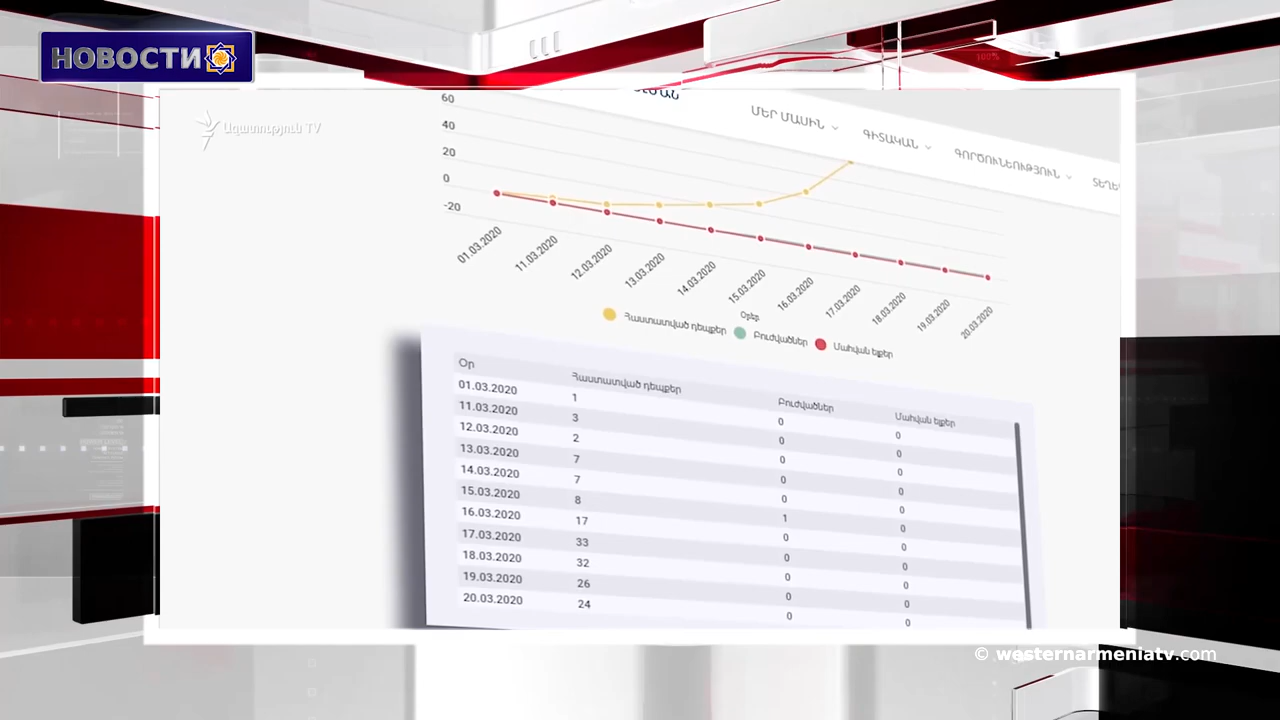 НОВОСТИ
Ազատություն TV
ՄԵՐ ՄԱՍԻՆ
ԳԻՏԱԿԱՆ
ԳՈՐԾՈՒՆԵՈՒԹՅՈՒՆ
60
40
20
0
-20
01.03.2020
11.03.2020
12.03.2020
13.03.2020
14.03.2020
15.03.2020
16.03.2020
17.03.2020
18.03.2020
19.03.2020
20.03.2020
Օրեր
Հաստատված դեպքեր
Բուժվածներ
Մահվան ելքեր
Օր Հաստատված դեպքեր Բուժվածներ Մահվան ելքեր
01.03.2020 1 0 0
11.03.2020 3 0 0
12.03.2020 2 0 0
13.03.2020 7 0 0
14.03.2020 7 0 0
15.03.2020 8 1 0
16.03.2020 17 0 0
17.03.2020 33 0 0
18.03.2020 32 0 0
19.03.2020 26 0 0
20.03.2020 24 0 0
© westernarmeniatv.com